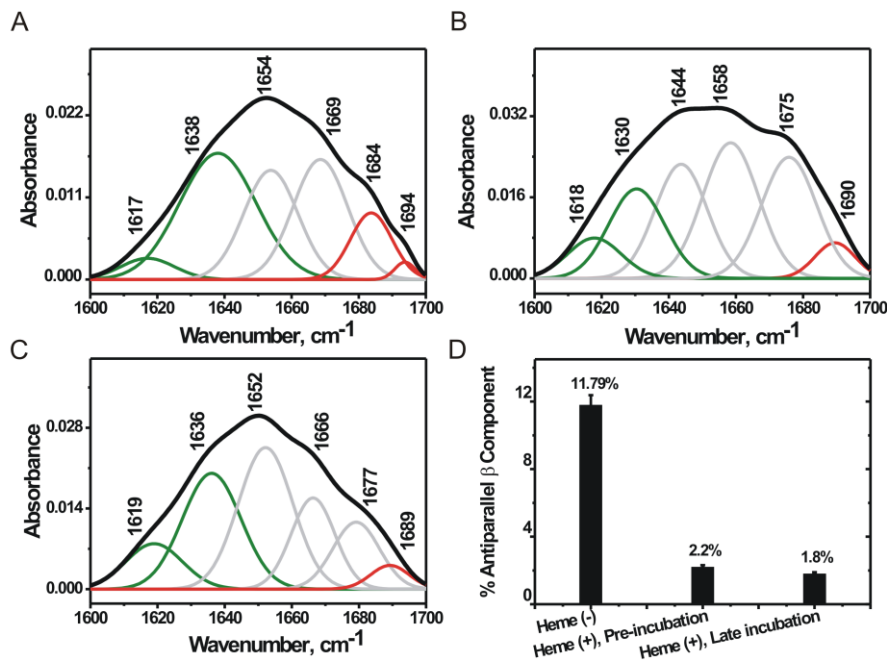 A
1617
1638
1654
1669
1684
1694
0.022
0.011
0.000
Absorbance
1600 1620 1640 1660 1680 1700
Wavenumber, cm-1
B
1618
1630
1644
1658
1675
1690
0.032
0.016
0.000
Absorbance
1600 1620 1640 1660 1680 1700
Wavenumber, cm-1
C
1619
1636
1652
1666
1677
1689
0.028
0.014
0.000
Absorbance
1600 1620 1640 1660 1680 1700
Wavenumber, cm-1
D
11.79%
2.2%
1.8%
12
8
4
0
% Antiparallel β Component
Heme (-)
Heme (+), Pre-incubation
Heme (+), Late incubation